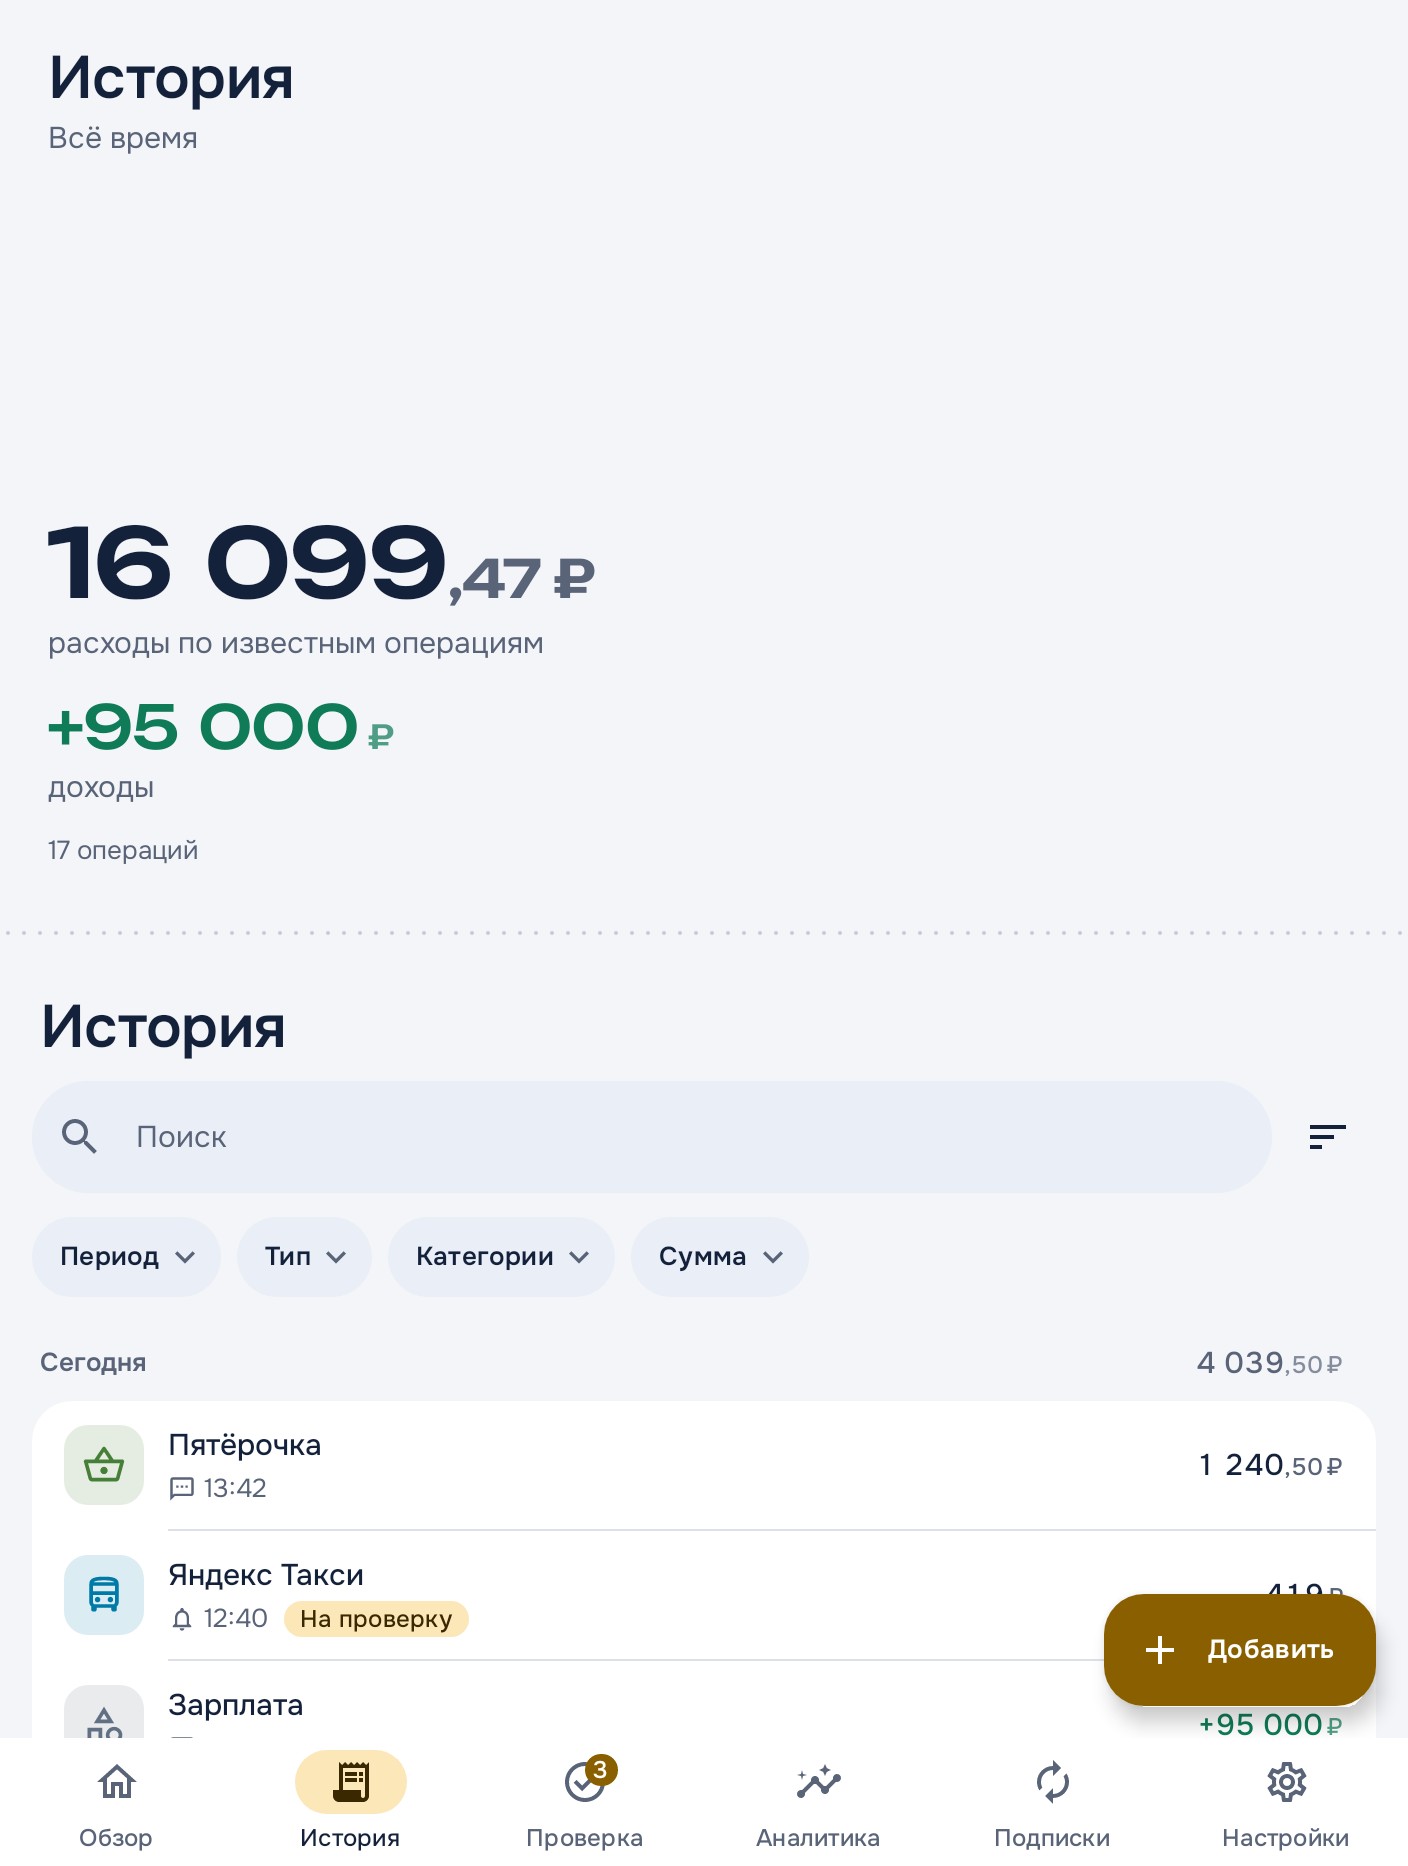 История
Всё время
16 099,47 ₽
расходы по известным операциям
+95 000 ₽
доходы
17 операций
История
Поиск
Период
Тип
Категории
Сумма
Сегодня
4 039,50 ₽
Пятёрочка
1 240,50 ₽
13:42
Яндекс Такси
419 ₽
12:40
На проверку
Добавить
Зарплата
+95 000 ₽
3
Обзор
История
Проверка
Аналитика
Подписки
Настройки